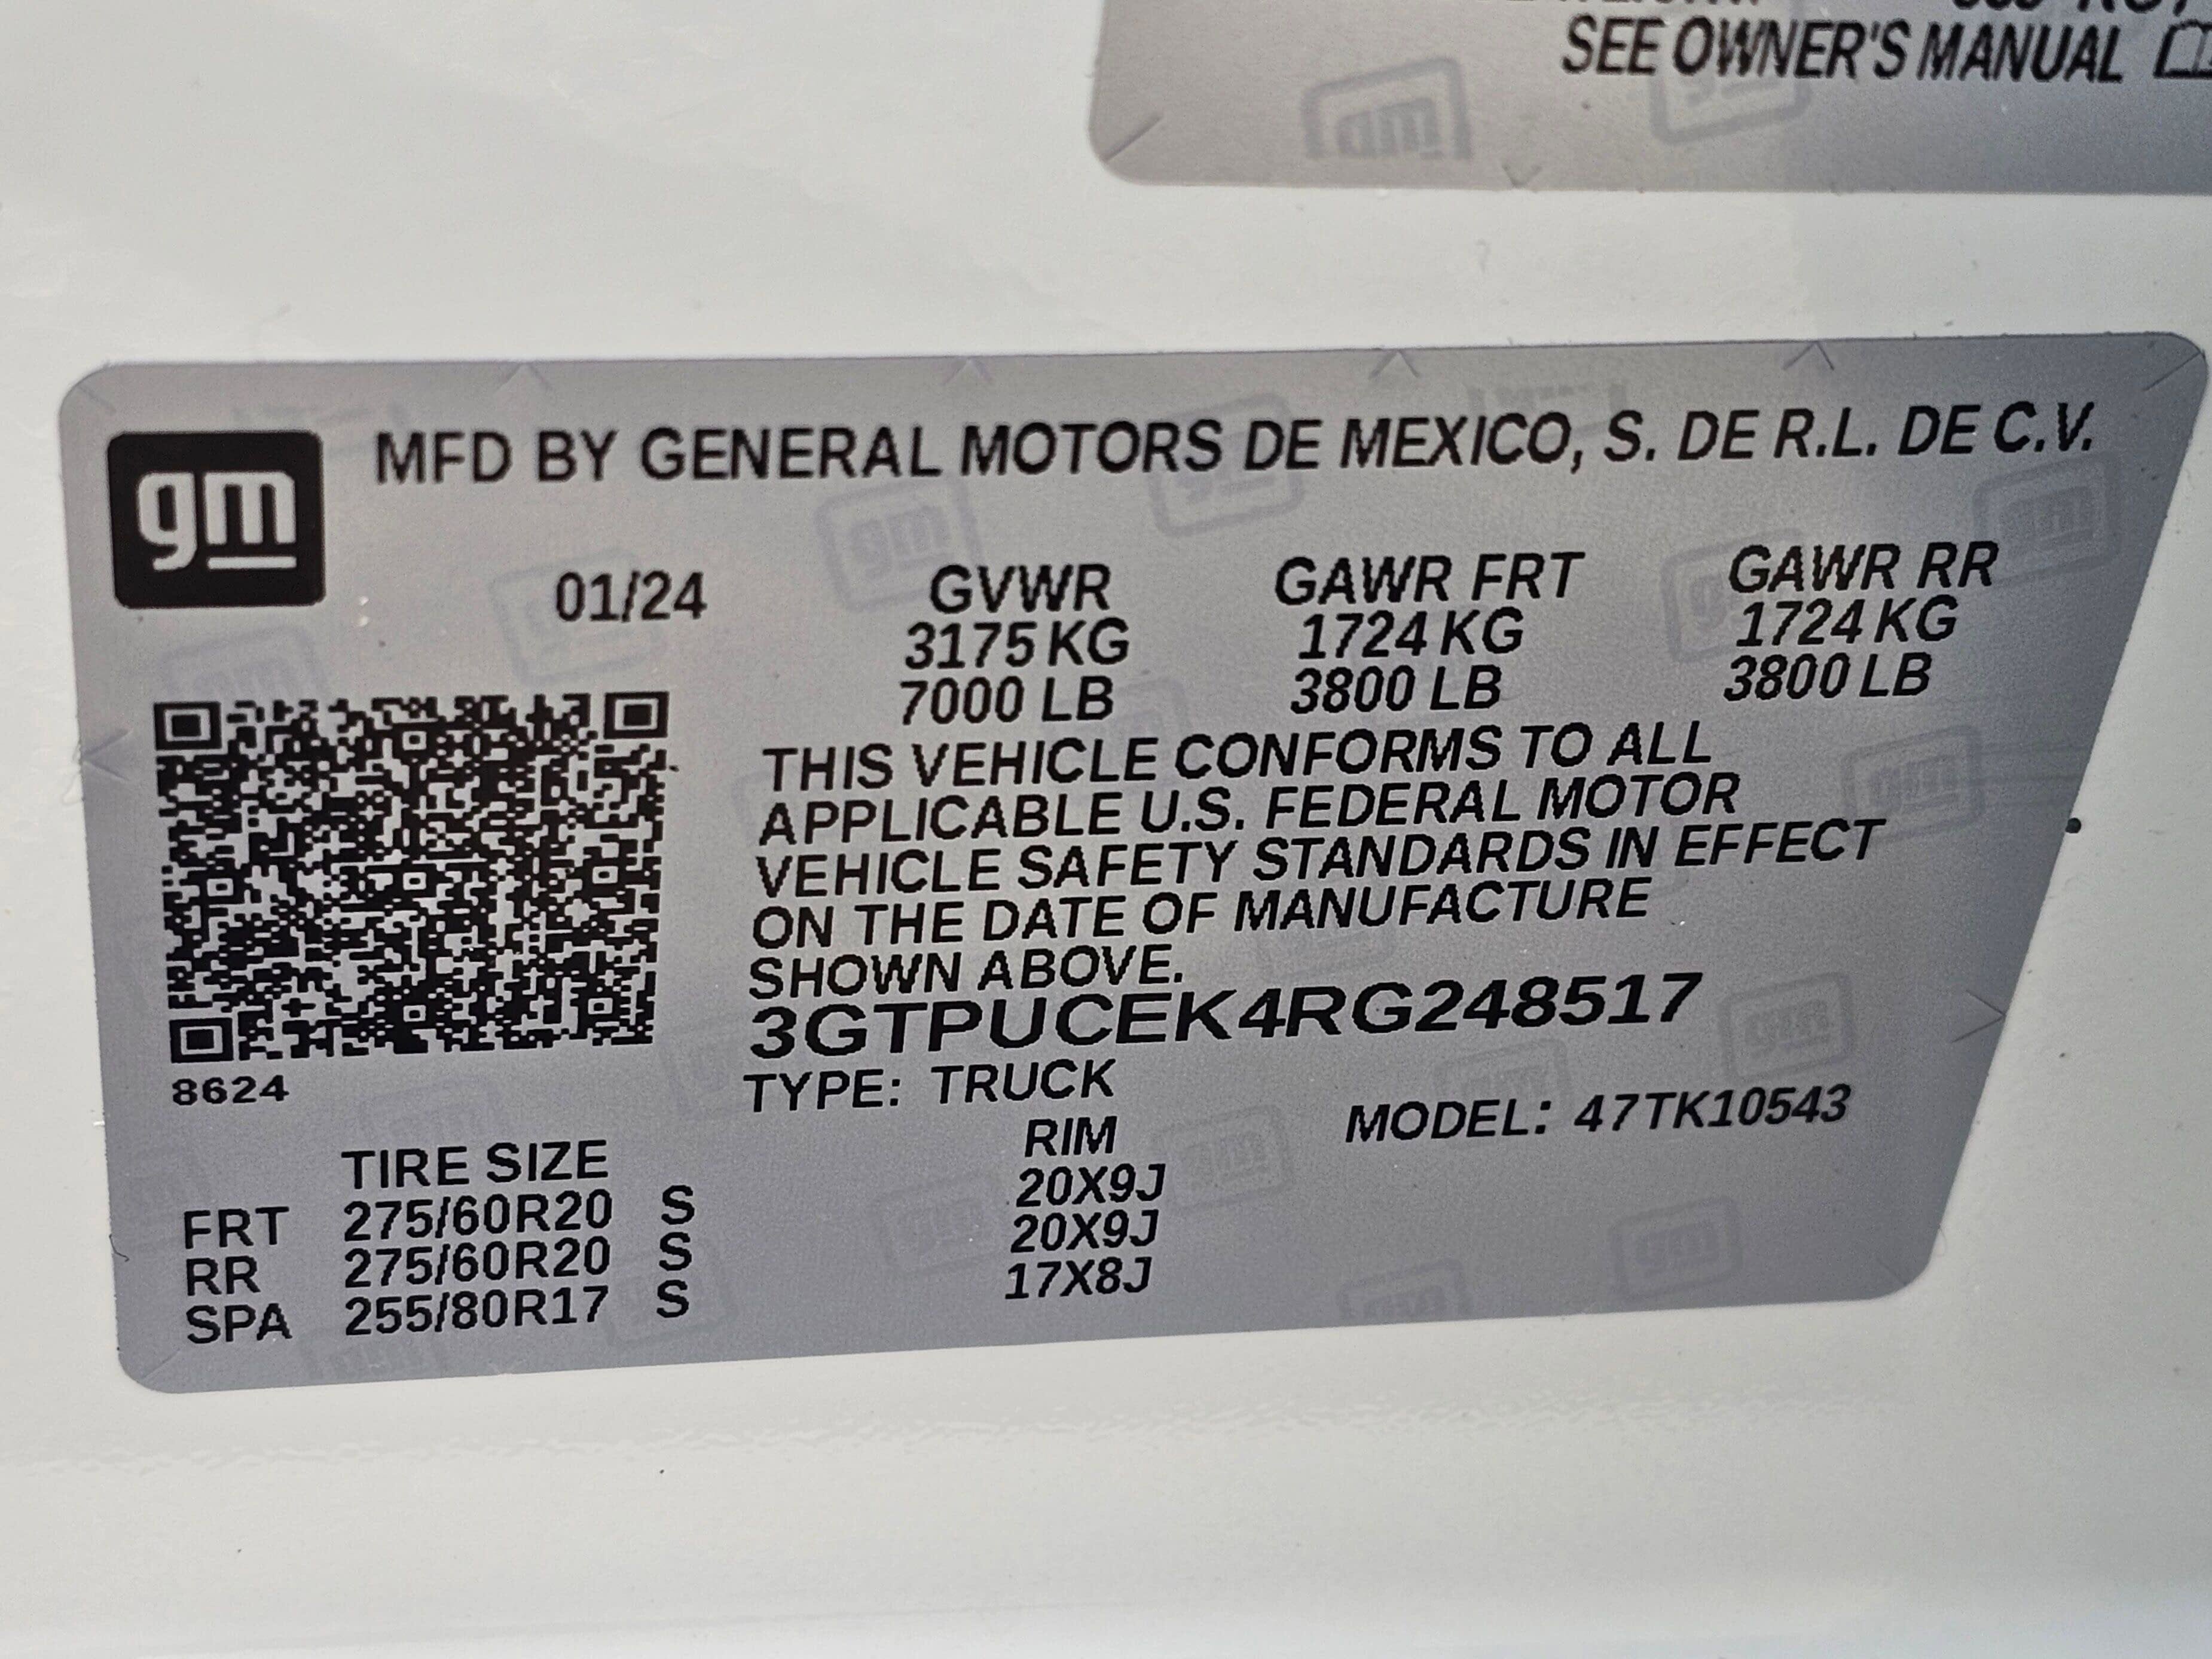 SEE OWNER'S MANUAL
gm
MFD BY GENERAL MOTORS DE MEXICO, S. DE R.L. DE C.V.
01/24 GVWR GAWR FRT GAWR RR
3175 KG 1724 KG 1724 KG
7000 LB 3800 LB 3800 LB
THIS VEHICLE CONFORMS TO ALL
APPLICABLE U.S. FEDERAL MOTOR
VEHICLE SAFETY STANDARDS IN EFFECT
ON THE DATE OF MANUFACTURE
SHOWN ABOVE.
3GTPUCEK4RG248517
8624
TYPE: TRUCK MODEL: 47TK10543
TIRE SIZE RIM
FRT 275/60R20 S 20X9J
RR 275/60R20 S 20X9J
SPA 255/80R17 S 17X8J